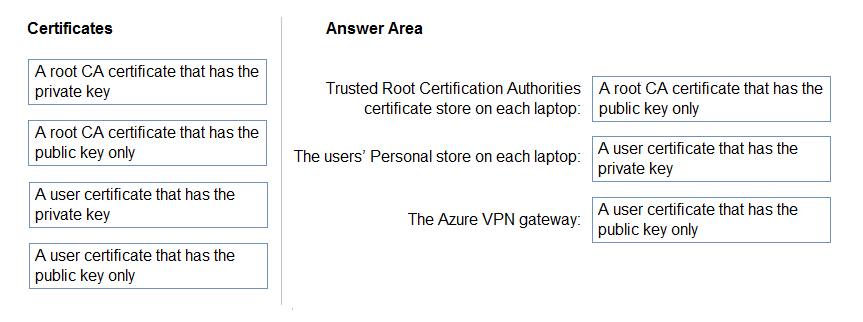 Certificates
A root CA certificate that has the
private key
A root CA certificate that has the
public key only
A user certificate that has the
private key
A user certificate that has the
public key only
Answer Area
Trusted Root Certification Authorities
certificate store on each laptop:
A root CA certificate that has the
public key only
The users’ Personal store on each laptop:
A user certificate that has the
private key
The Azure VPN gateway:
A user certificate that has the
public key only